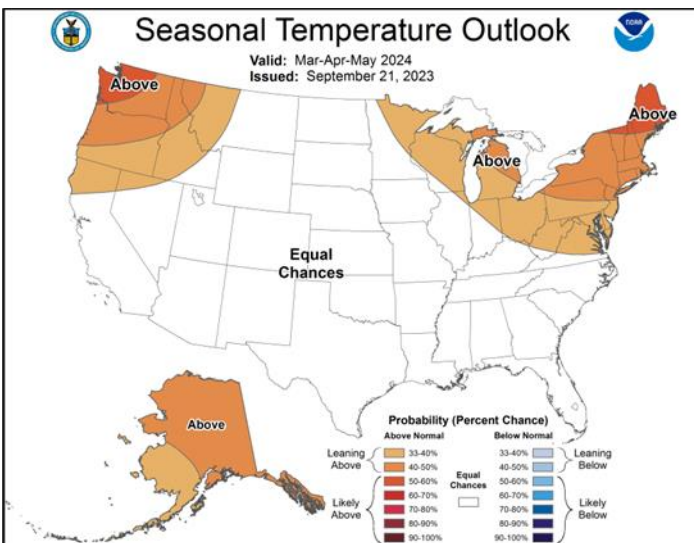 Seasonal Temperature Outlook
NOAA
Valid: Mar-Apr-May 2024
Issued: September 21, 2023
Above
Above
Above
Equal
Chances
Above
Probability (Percent Chance)
Above Normal
Below Normal
Leaning
Above
33-40%
40-50%
50-60%
60-70%
70-80%
80-90%
90-100%
Likely
Above
Equal
Chances
33-40%
40-50%
50-60%
60-70%
70-80%
80-90%
90-100%
Leaning
Below
Likely
Below